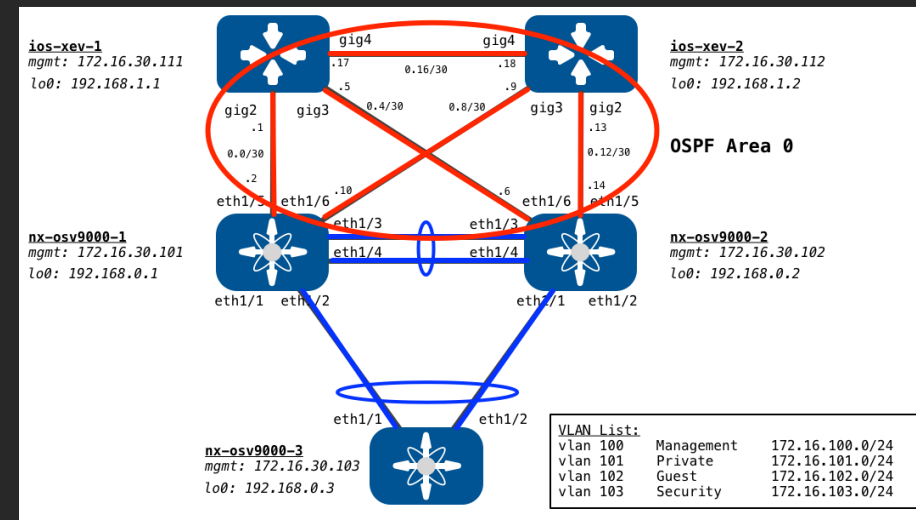 ios-xev-1
mgmt: 172.16.30.111
lo0: 192.168.1.1
gig4
gig4
.17
0.16/30
.18
ios-xev-2
mgmt: 172.16.30.112
lo0: 192.168.1.2
.5
0.4/30
0.8/30
.9
gig2
gig3
gig3
gig2
.1
.13
0.0/30
0.12/30
OSPF Area 0
.2
.10
.6
.14
eth1/5
eth1/6
eth1/6
eth1/5
eth1/3
eth1/3
nx-osv9000-1
mgmt: 172.16.30.101
lo0: 192.168.0.1
eth1/4
eth1/4
nx-osv9000-2
mgmt: 172.16.30.102
lo0: 192.168.0.2
eth1/1
eth1/2
eth1/1
eth1/2
eth1/1
eth1/2
nx-osv9000-3
mgmt: 172.16.30.103
lo0: 192.168.0.3
VLAN List:
vlan 100 Management 172.16.100.0/24
vlan 101 Private 172.16.101.0/24
vlan 102 Guest 172.16.102.0/24
vlan 103 Security 172.16.103.0/24